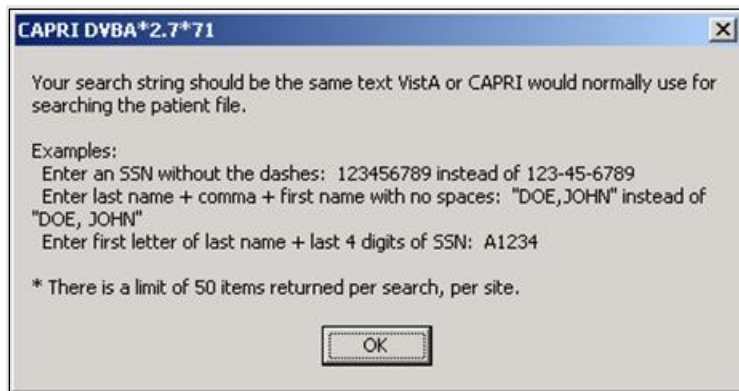 CAPRI DVBA*2.7*71
Your search string should be the same text VistA or CAPRI would normally use for
searching the patient file.
Examples:
Enter an SSN without the dashes: 123456789 instead of 123-45-6789
Enter last name + comma + first name with no spaces: "DOE,JOHN" instead of
"DOE, JOHN"
Enter first letter of last name + last 4 digits of SSN: A1234
* There is a limit of 50 items returned per search, per site.
OK